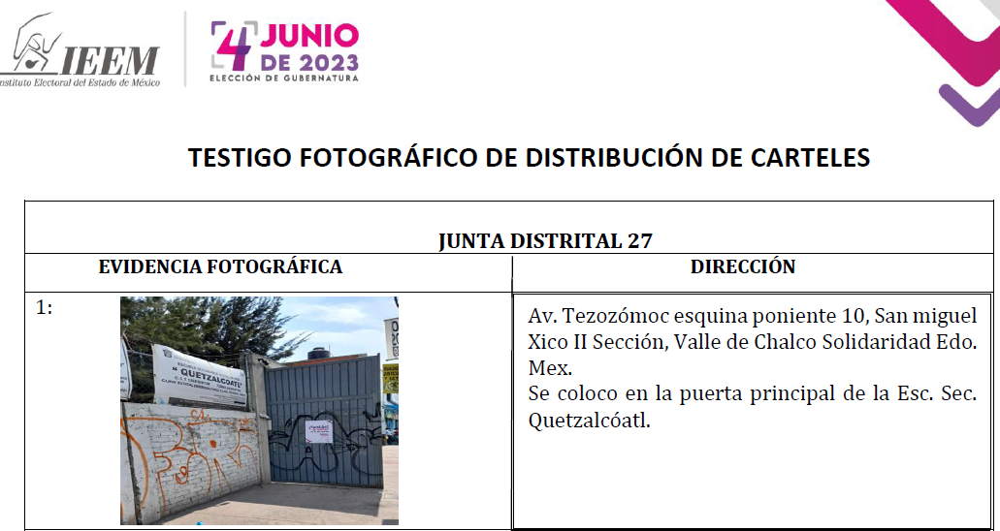 IEEM
Instituto Electoral del Estado de México
4 JUNIO
DE 2023
ELECCIÓN DE GUBERNATURA
TESTIGO FOTOGRÁFICO DE DISTRIBUCIÓN DE CARTELES
JUNTA DISTRITAL 27
EVIDENCIA FOTOGRÁFICA
DIRECCIÓN
1:
"QUETZALCOATL"
Av. Tezozómoc esquina poniente 10, San miguel
Xico II Sección, Valle de Chalco Solidaridad Edo.
Mex.
Se coloco en la puerta principal de la Esc. Sec.
Quetzalcóatl.